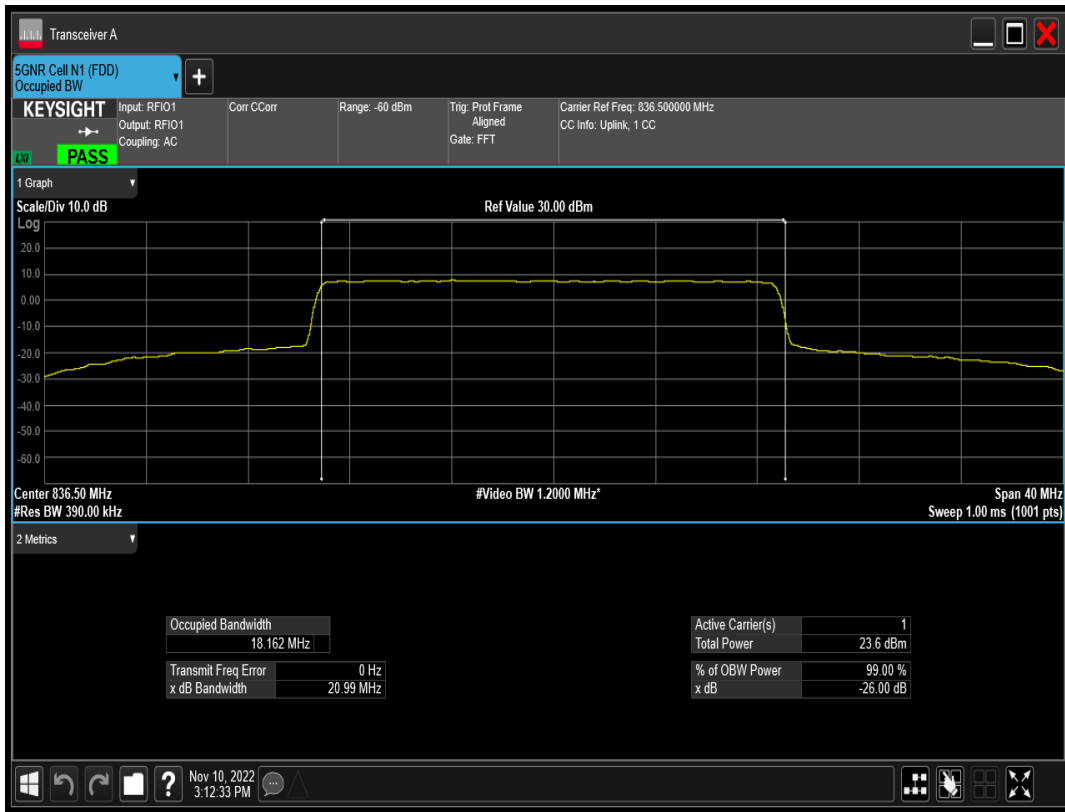 Transceiver A
5GNR Cell N1 (FDD)
Occupied BW
+
KEYSIGHT
LXI
PASS
Input: RFIO1
Output: RFIO1
Coupling: AC
Corr CCorr
Range: -60 dBm
Trig: Prot Frame
Aligned
Gate: FFT
Carrier Ref Freq: 836.500000 MHz
CC Info: Uplink, 1 CC
1 Graph
Scale/Div 10.0 dB
Ref Value 30.00 dBm
Log
20.0
10.0
0.00
-10.0
-20.0
-30.0
-40.0
-50.0
-60.0
Center 836.50 MHz
#Video BW 1.2000 MHz*
Span 40 MHz
#Res BW 390.00 kHz
Sweep 1.00 ms (1001 pts)
2 Metrics
Occupied Bandwidth
18.162 MHz
Transmit Freq Error 0 Hz
x dB Bandwidth 20.99 MHz
Active Carrier(s) 1
Total Power 23.6 dBm
% of OBW Power 99.00 %
x dB -26.00 dB
?
Nov 10, 2022
3:12:33 PM